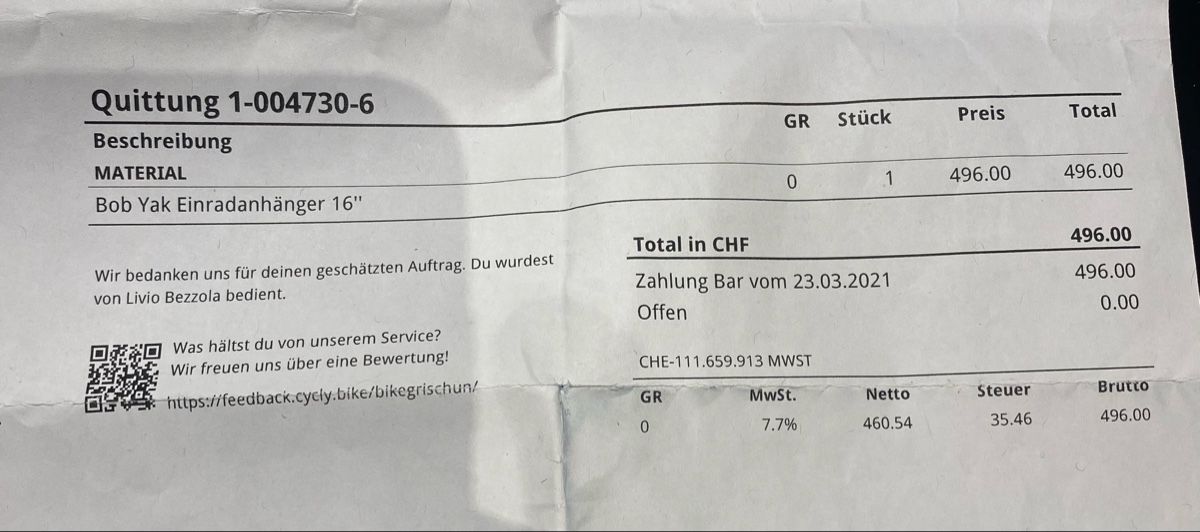 Quittung 1-004730-6
Beschreibung GR Stück Preis Total
MATERIAL
Bob Yak Einradanhänger 16" 0 1 496.00 496.00
Total in CHF 496.00
Zahlung Bar vom 23.03.2021 496.00
Offen 0.00
Wir bedanken uns für deinen geschätzten Auftrag. Du wurdest
von Livio Bezzola bedient.
Was hältst du von unserem Service?
Wir freuen uns über eine Bewertung!
https://feedback.cycly.bike/bikegrischun/
CHE-111.659.913 MWST
GR MwSt. Netto Steuer Brutto
0 7.7% 460.54 35.46 496.00